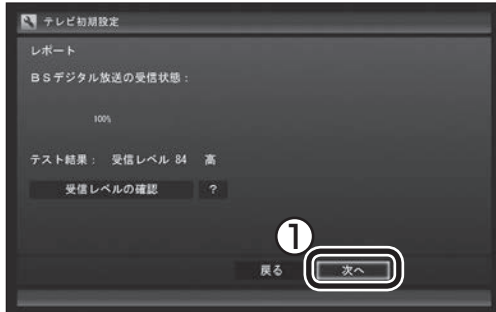 テレビ初期設定
レポート
BSデジタル放送の受信状態：
100%
テスト結果： 受信レベル 84 高
受信レベルの確認 ?
①
戻る 次へ